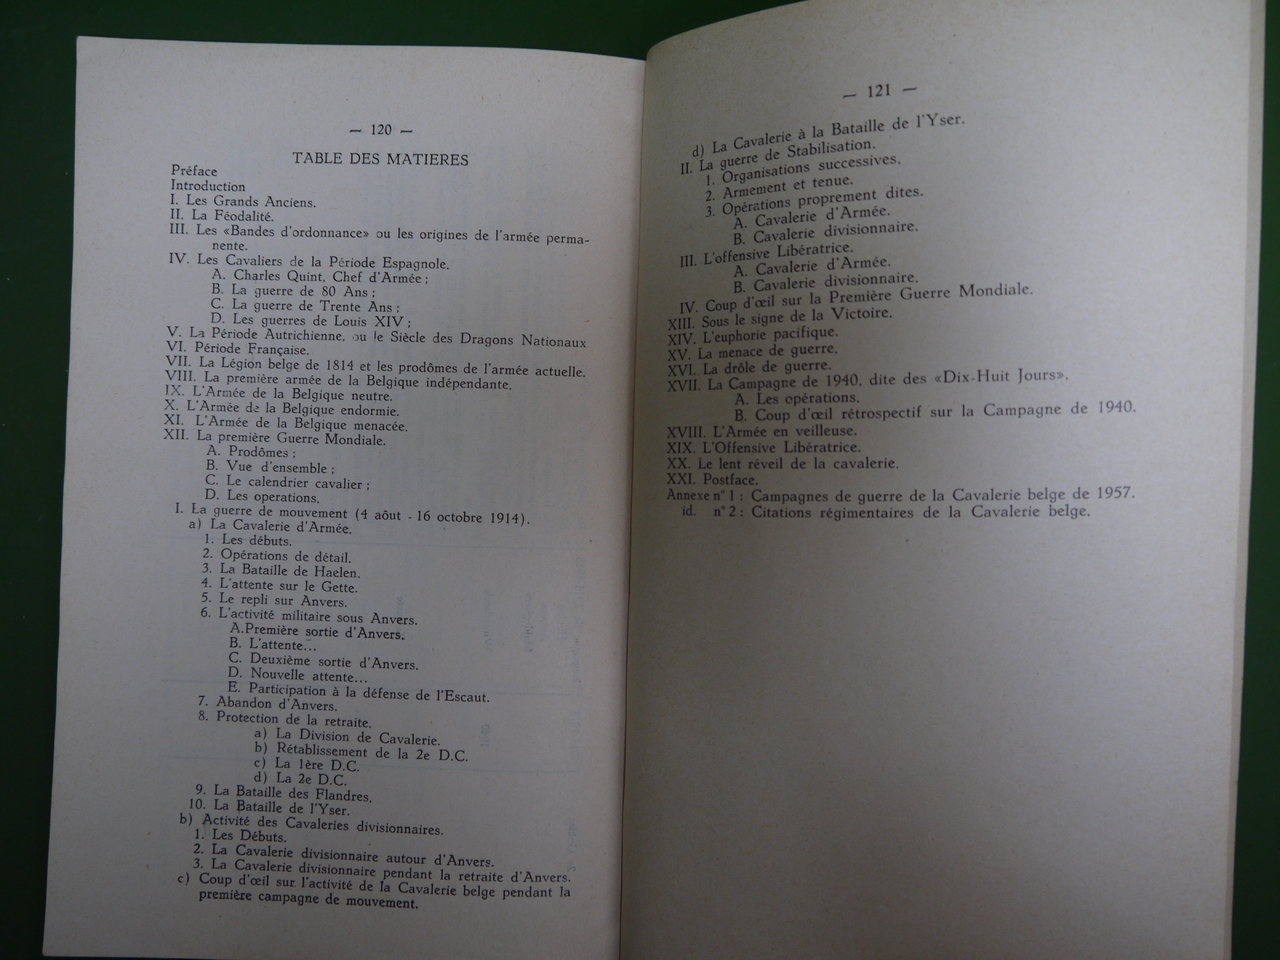 — 120 —
TABLE DES MATIERES
Préface
Introduction
I. Les Grands Anciens.
II. La Féodalité.
III. Les «Bandes d'ordonnance» ou les origines de l'armée perma-
nente.
IV. Les Cavaliers de la Période Espagnole.
A. Charles Quint, Chef d'Armée ;
B. La guerre de 80 Ans ;
C. La guerre de Trente Ans ;
D. Les guerres de Louis XIV ;
V. La Période Autrichienne, ou le Siècle des Dragons Nationaux
VI. Période Française.
VII. La Légion belge de 1814 et les prodômes de l'armée actuelle.
VIII. La première armée de la Belgique indépendante.
IX. L'Armée de la Belgique neutre.
X. L'Armée de la Belgique endormie.
XI. L'Armée de la Belgique menacée.
XII. La première Guerre Mondiale.
A. Prodômes ;
B. Vue d'ensemble ;
C. Le calendrier cavalier ;
D. Les operations.
I. La guerre de mouvement (4 aôut - 16 octobre 1914).
a) La Cavalerie d'Armée.
1. Les débuts.
2. Opérations de détail.
3. La Bataille de Haelen.
4. L'attente sur le Gette.
5. Le repli sur Anvers.
6. L'activité militaire sous Anvers.
A.Première sortie d'Anvers.
B. L'attente...
C. Deuxième sortie d'Anvers.
D. Nouvelle attente...
E. Participation à la défense de l'Escaut.
7. Abandon d'Anvers.
8. Protection de la retraite.
a) La Division de Cavalerie.
b) Rétablissement de la 2e D.C.
c) La 1ère D.C.
d) La 2e D.C.
9. La Bataille des Flandres.
10. La Bataille de l'Yser.
b) Activité des Cavaleries divisionnaires.
1. Les Débuts.
2. La Cavalerie divisionnaire autour d'Anvers.
3. La Cavalerie divisionnaire pendant la retraite d'Anvers.
c) Coup d'œil sur l'activité de la Cavalerie belge pendant la
première campagne de mouvement.
— 121 —
d) La Cavalerie à la Bataille de l'Yser.
II. La guerre de Stabilisation.
1. Organisations successives.
2. Armement et tenue.
3. Opérations proprement dites.
A. Cavalerie d'Armée.
B. Cavalerie divisionnaire.
III. L'offensive Libératrice.
A. Cavalerie d'Armée.
B. Cavalerie divisionnaire.
IV. Coup d'œil sur la Première Guerre Mondiale.
XIII. Sous le signe de la Victoire.
XIV. L'euphorie pacifique.
XV. La menace de guerre.
XVI. La drôle de guerre.
XVII. La Campagne de 1940, dite des «Dix-Huit Jours».
A. Les opérations.
B. Coup d'œil rétrospectif sur la Campagne de 1940.
XVIII. L'Armée en veilleuse.
XIX. L'Offensive Libératrice.
XX. Le lent réveil de la cavalerie.
XXI. Postface.
Annexe n° 1 : Campagnes de guerre de la Cavalerie belge de 1957.
id. n° 2 : Citations régimentaires de la Cavalerie belge.